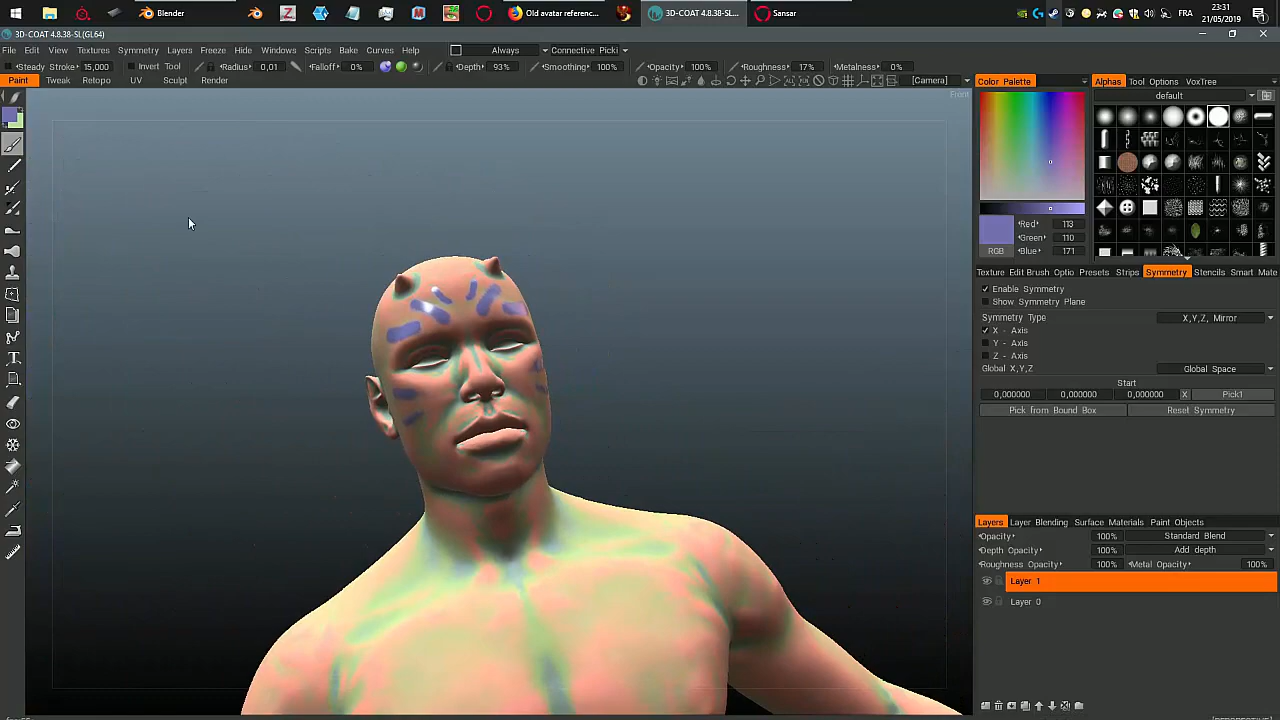 Blender
Old avatar referenc...
3D-COAT 4.8.38-SL(...
Sansar
FRA
23:31
21/05/2019
3D-COAT 4.8.38-SL(GL64)
File Edit View Textures Symmetry Layers Freeze Hide Windows Scripts Bake Curves Help
Always
Connective Picki
Steady Stroke 15,000
Invert Tool
Radius 0,01
Falloff 0%
Depth 93%
Smoothing 100%
Opacity 100%
Roughness 17%
Metalness 0%
Paint Tweak Retopo UV Sculpt Render
[Camera]
Front
Color Palette
Alphas Tool Options VoxTree
default
Red 113
Green 110
RGB Blue 171
Texture Edit Brush Optio Presets Strips Symmetry Stencils Smart Mate
Enable Symmetry
Show Symmetry Plane
Symmetry Type X,Y,Z, Mirror
X - Axis
Y - Axis
Z - Axis
Global X,Y,Z Global Space
Start
0,000000 0,000000 0,000000 X Pick1
Pick from Bound Box Reset Symmetry
Layers Layer Blending Surface Materials Paint Objects
Opacity 100% Standard Blend
Depth Opacity 100% Add depth
Roughness Opacity 100% Metal Opacity 100%
Layer 1
Layer 0